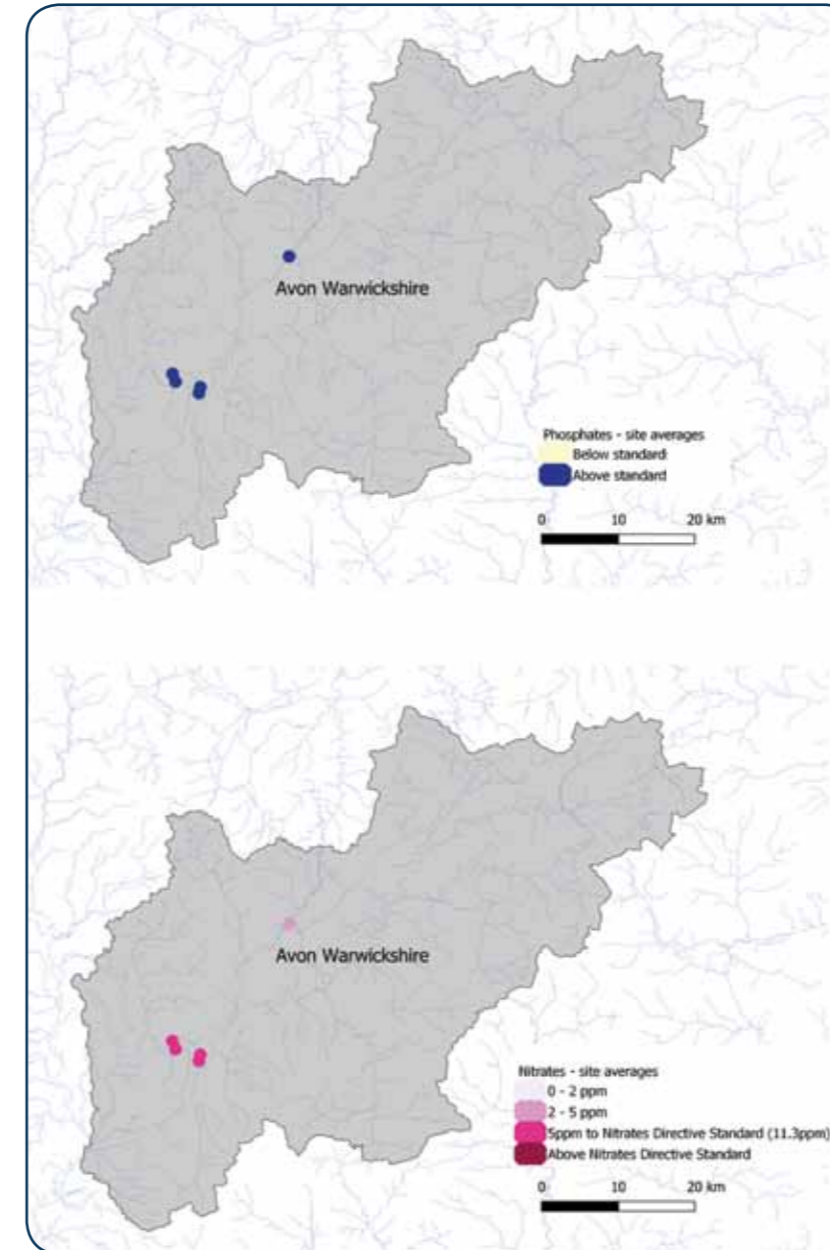 Avon Warwickshire
Phosphates - site averages
Below standard
Above standard
0 10 20 km
Avon Warwickshire
Nitrates - site averages
0 - 2 ppm
2 - 5 ppm
5ppm to Nitrates Directive Standard (11.3ppm)
Above Nitrates Directive Standard
0 10 20 km